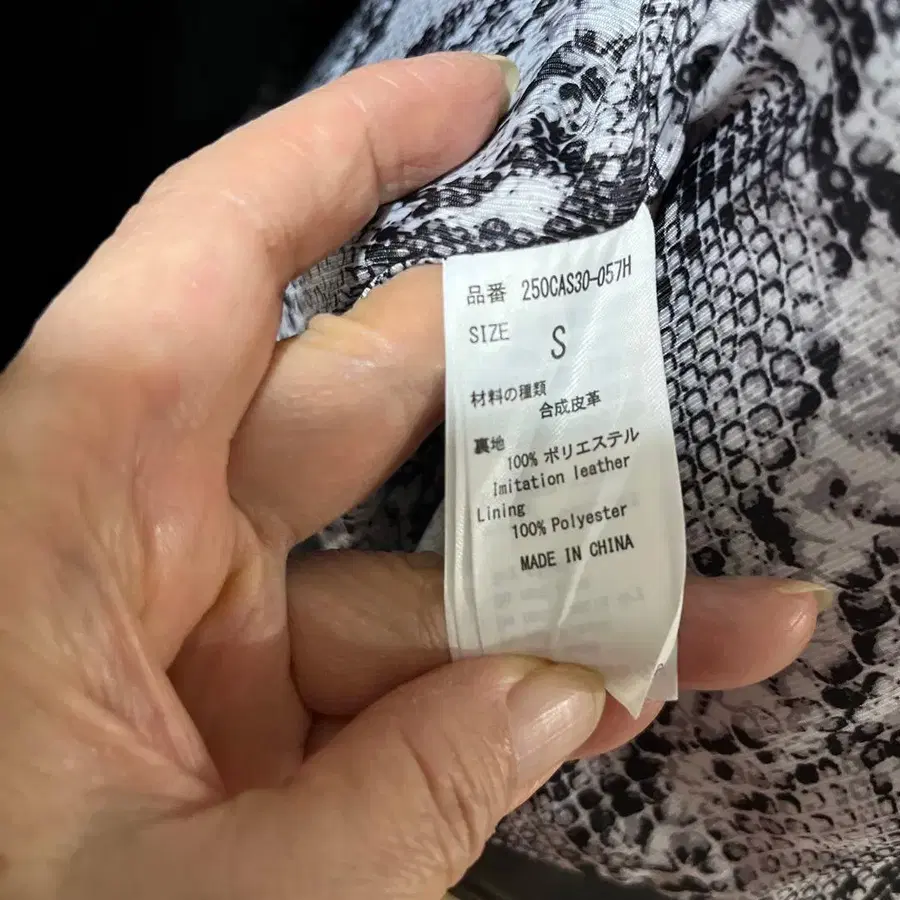 品番 250CAS30-057H
SIZE S
材料の種類
合成皮革
裏地
100% ポリエステル
Imitation leather
Lining
100% Polyester
MADE IN CHINA